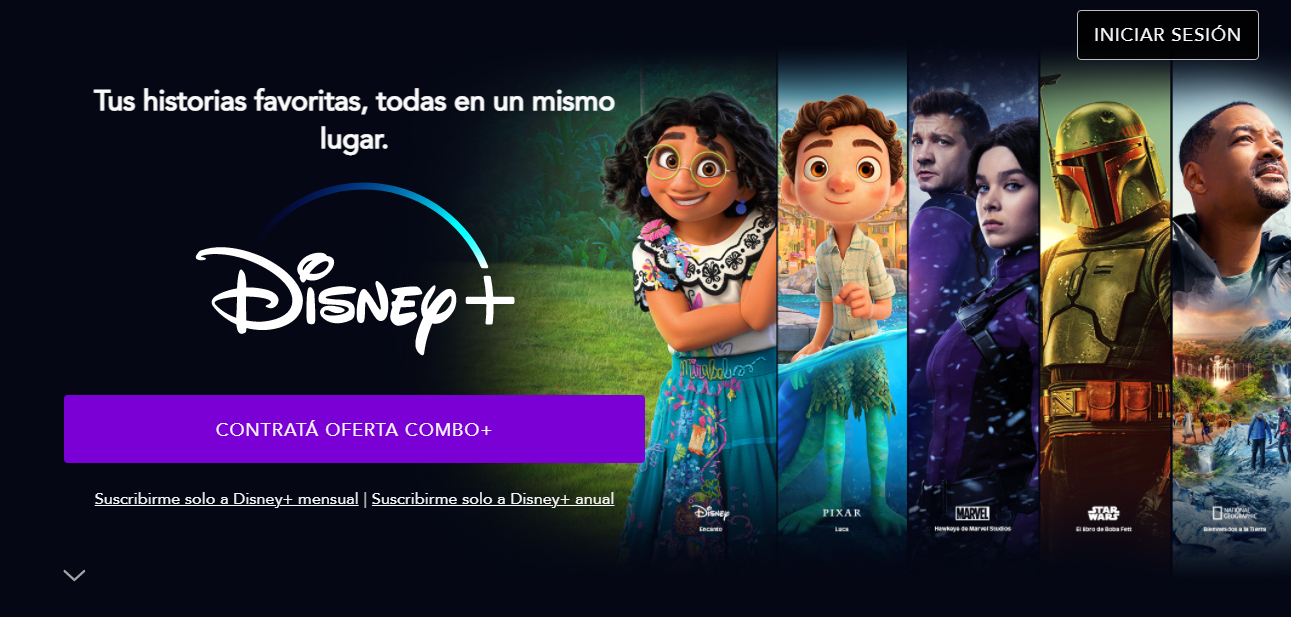 INICIAR SESIÓN
Tus historias favoritas, todas en un mismo
lugar.
Disney+
CONTRATÁ OFERTA COMBO+
Suscribirme solo a Disney+ mensual | Suscribirme solo a Disney+ anual
Mirabel
Disney
Encanto
PIXAR
Luca
MARVEL
STUDIOS
Hawkeye de Marvel Studios
STAR
WARS
El libro de Boba Fett
NATIONAL
GEOGRAPHIC
Bienvenidos a la Tierra